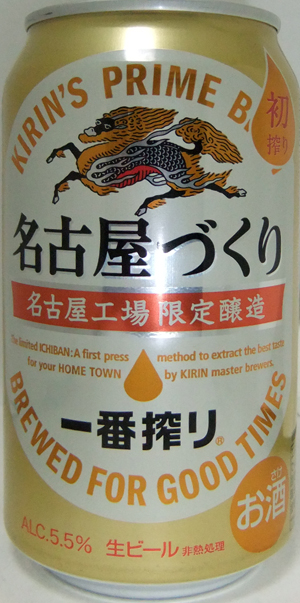 KIRIN'S PRIME
初
搾り
名古屋づくり
名古屋工場 限定醸造
The limited ICHIBAN: A first press method to extract the best taste
for your HOME TOWN by KIRIN master brewers.
一番搾り®
BREWED FOR GOOD TIMES
さけ
お酒
ALC.5.5% 生ビール 非熱処理